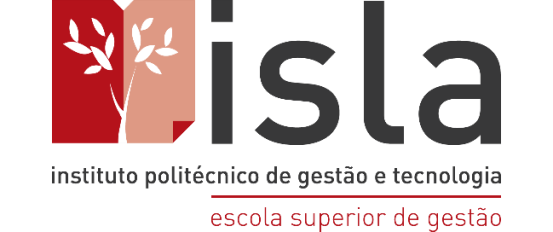 isla
instituto politécnico de gestão e tecnologia
escola superior de gestão